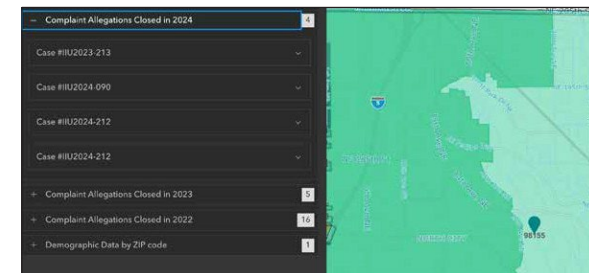 − Complaint Allegations Closed in 2024 4
Case #IIU2023-213
Case #IIU2024-090
Case #IIU2024-212
Case #IIU2024-212
+ Complaint Allegations Closed in 2023 5
+ Complaint Allegations Closed in 2022 16
+ Demographic Data by ZIP code 1
5
98155